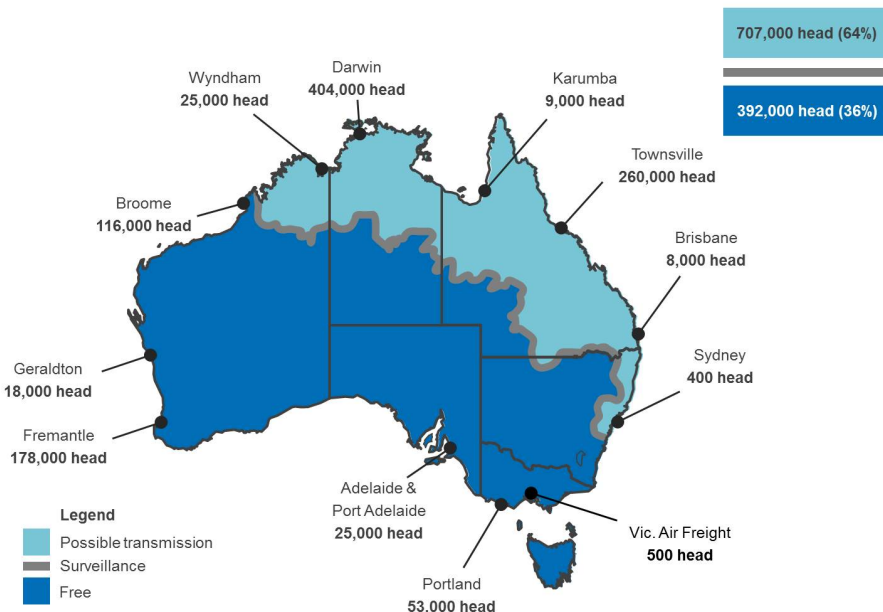 707,000 head (64%)
392,000 head (36%)
Wyndham
25,000 head
Darwin
404,000 head
Karumba
9,000 head
Townsville
260,000 head
Broome
116,000 head
Brisbane
8,000 head
Geraldton
18,000 head
Sydney
400 head
Fremantle
178,000 head
Adelaide &
Port Adelaide
25,000 head
Vic. Air Freight
500 head
Portland
53,000 head
Legend
Possible transmission
Surveillance
Free